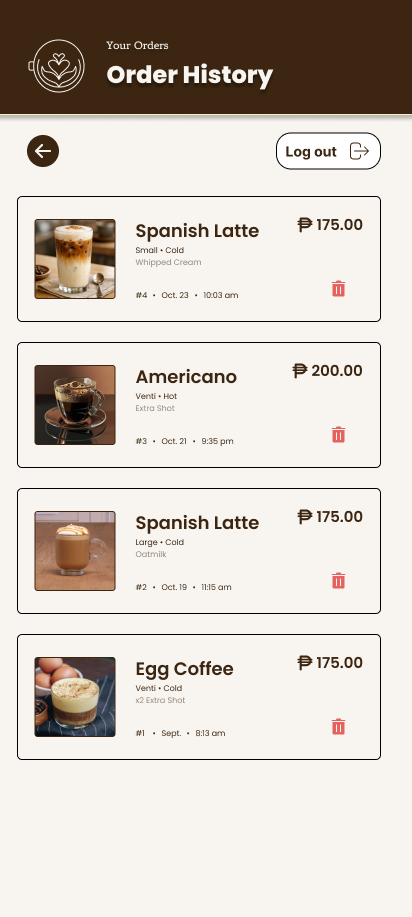 Your Orders
Order History
Log out
Spanish Latte
₱ 175.00
Small • Cold
Whipped Cream
#4 • Oct. 23 • 10:03 am
Americano
₱ 200.00
Venti • Hot
Extra Shot
#3 • Oct. 21 • 9:35 pm
Spanish Latte
₱ 175.00
Large • Cold
Oatmilk
#2 • Oct. 19 • 11:15 am
Egg Coffee
₱ 175.00
Venti • Cold
x2 Extra Shot
#1 • Sept. • 8:13 am